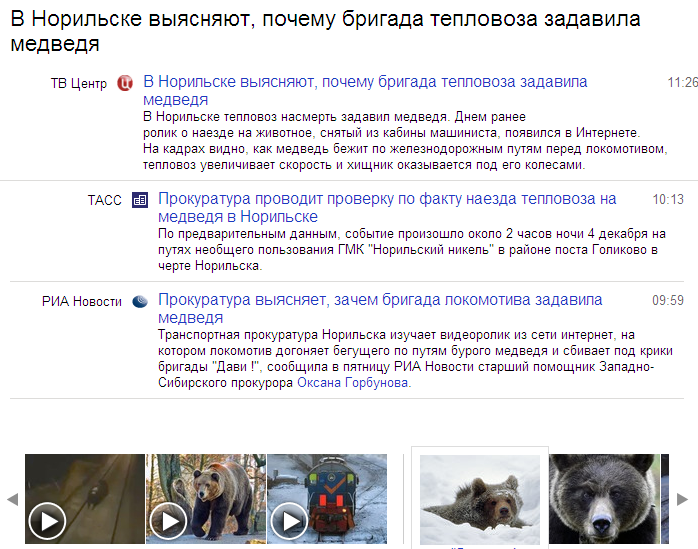 В Норильске выясняют, почему бригада тепловоза задавила
медведя
ТВ Центр
В Норильске выясняют, почему бригада тепловоза задавила
11:26
медведя
В Норильске тепловоз насмерть задавил медведя. Днем ранее
ролик о наезде на животное, снятый из кабины машиниста, появился в Интернете.
На кадрах видно, как медведь бежит по железнодорожным путям перед локомотивом,
тепловоз увеличивает скорость и хищник оказывается под его колесами.
ТАСС
Прокуратура проводит проверку по факту наезда тепловоза на
10:13
медведя в Норильске
По предварительным данным, событие произошло около 2 часов ночи 4 декабря на
путях необщего пользования ГМК "Норильский никель" в районе поста Голиково в
черте Норильска.
РИА Новости
Прокуратура выясняет, зачем бригада локомотива задавила
09:59
медведя
Транспортная прокуратура Норильска изучает видеоролик из сети интернет, на
котором локомотив догоняет бегущего по путям бурого медведя и сбивает под крики
бригады "Дави !", сообщила в пятницу РИА Новости старший помощник Западно-
Сибирского прокурора Оксана Горбунова.